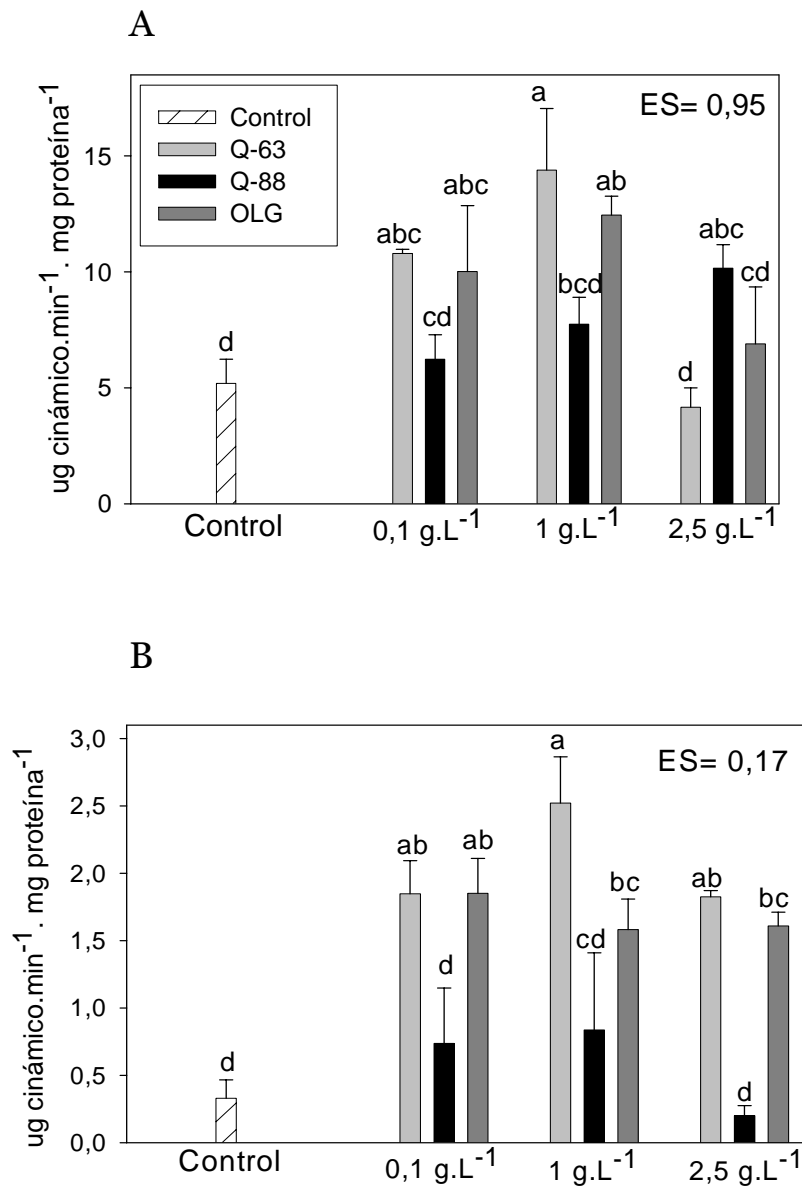 A
ug cinámico.min⁻¹. mg proteína⁻¹
ES= 0,95
Control
Q-63
Q-88
OLG
15
10
5
0
d
abc
cd
abc
a
bcd
ab
d
abc
cd
Control
0,1 g.L⁻¹
1 g.L⁻¹
2,5 g.L⁻¹
B
ug cinámico.min⁻¹. mg proteína⁻¹
ES= 0,17
3,0
2,5
2,0
1,5
1,0
0,5
0,0
d
ab
d
ab
a
cd
bc
ab
d
bc
Control
0,1 g.L⁻¹
1 g.L⁻¹
2,5 g.L⁻¹